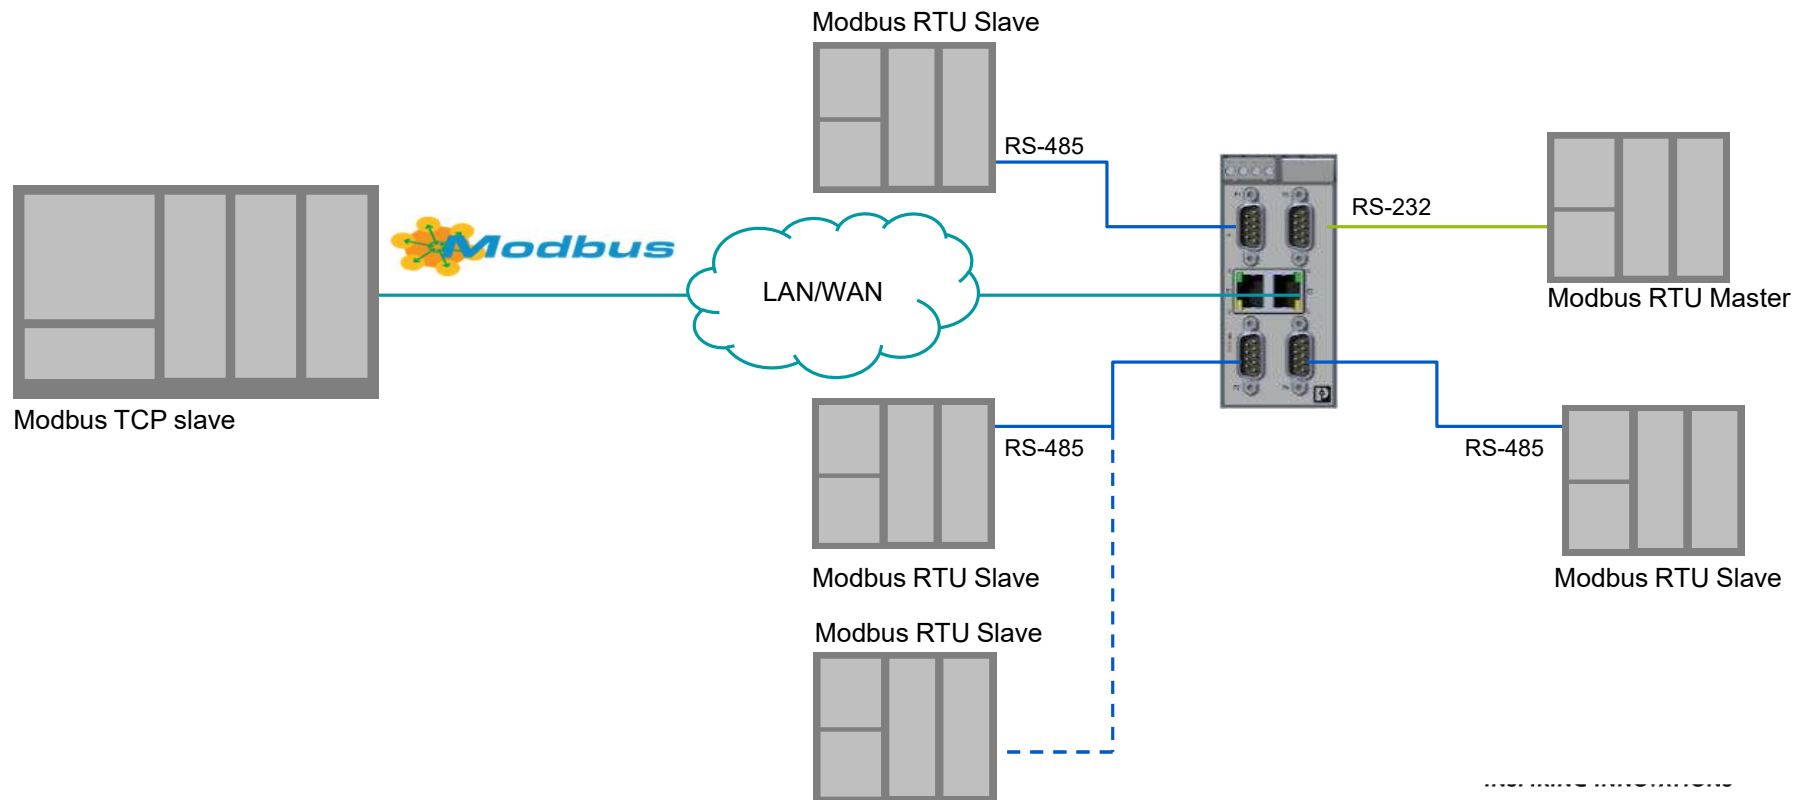 Modbus RTU Slave
RS-485
RS-232
Modbus
LAN/WAN
Modbus RTU Master
Modbus TCP slave
RS-485
RS-485
Modbus RTU Slave
Modbus RTU Slave
Modbus RTU Slave